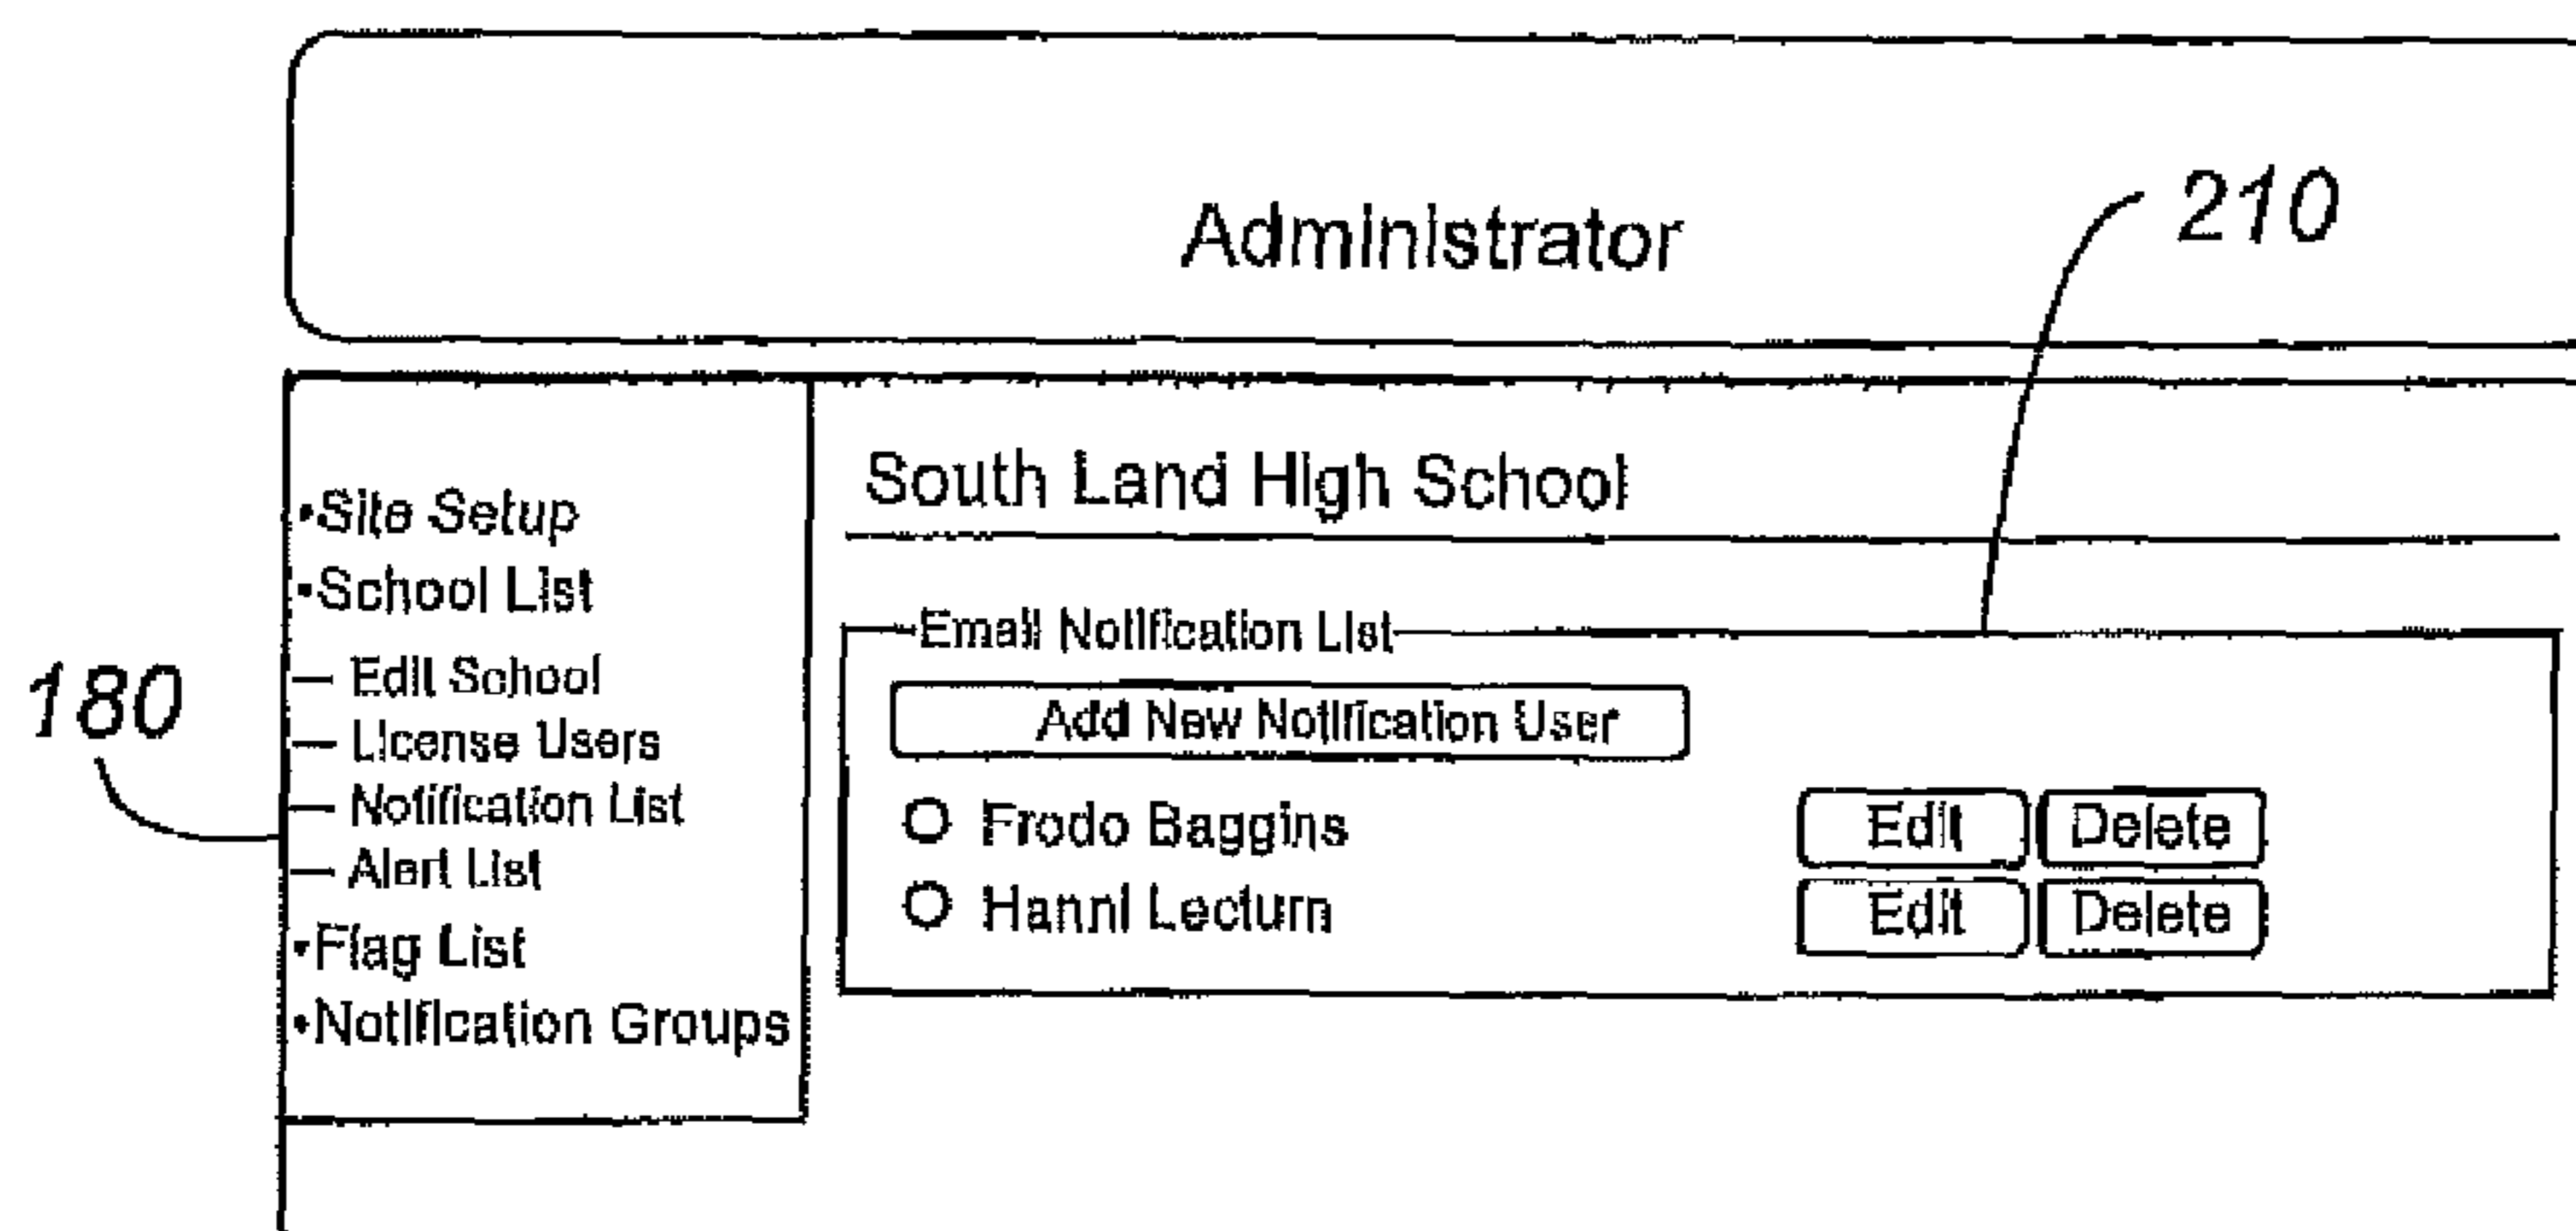 Administrator
210
South Land High School
•Site Setup
•School List
— Edit School
— License Users
— Notification List
— Alert List
•Flag List
•Notification Groups
180
Email Notification List
Add New Notification User
Frodo Baggins Edit Delete
Hanni Lecturn Edit Delete